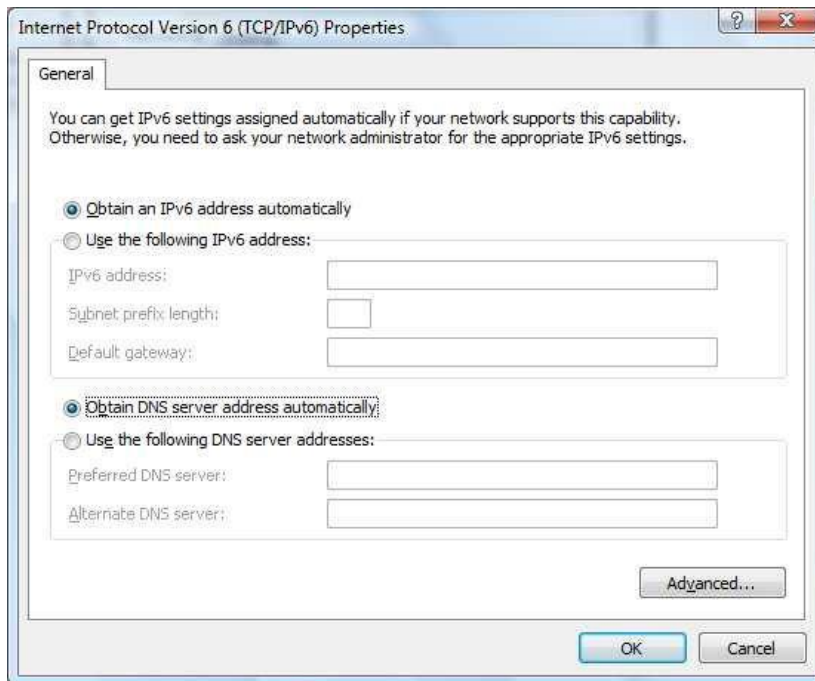 Internet Protocol Version 6 (TCP/IPv6) Properties
General
You can get IPv6 settings assigned automatically if your network supports this capability.
Otherwise, you need to ask your network administrator for the appropriate IPv6 settings.
Obtain an IPv6 address automatically
Use the following IPv6 address:
IPv6 address:
Subnet prefix length:
Default gateway:
Obtain DNS server address automatically
Use the following DNS server addresses:
Preferred DNS server:
Alternate DNS server:
Advanced...
OK
Cancel